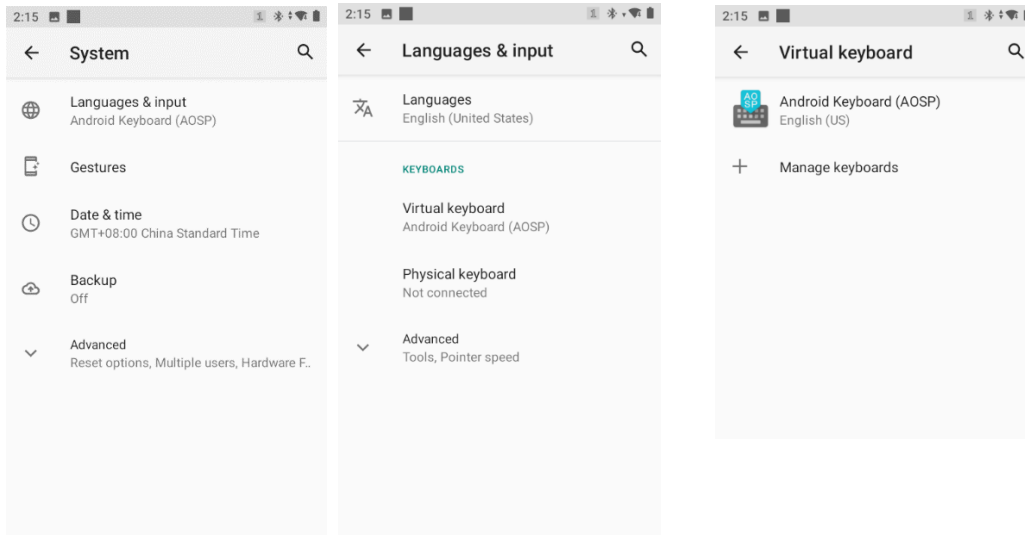 2:15
System
Languages & input
Android Keyboard (AOSP)
Gestures
Date & time
GMT+08:00 China Standard Time
Backup
Off
Advanced
Reset options, Multiple users, Hardware F..
2:15
Languages & input
Languages
English (United States)
KEYBOARDS
Virtual keyboard
Android Keyboard (AOSP)
Physical keyboard
Not connected
Advanced
Tools, Pointer speed
2:15
Virtual keyboard
AO
SP
Android Keyboard (AOSP)
English (US)
Manage keyboards